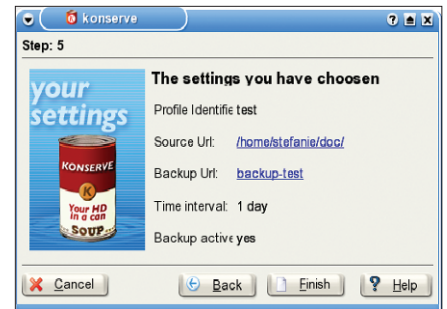 konserve
Step: 5
your
settings
KONSERVE
K
Your HD
in a can
SOUP
The settings you have choosen
Profile Identifie test
Source Url: /home/stefanie/doc/
Backup Url: backup-test
Time interval: 1 day
Backup active yes
Cancel
Back
Finish
? Help